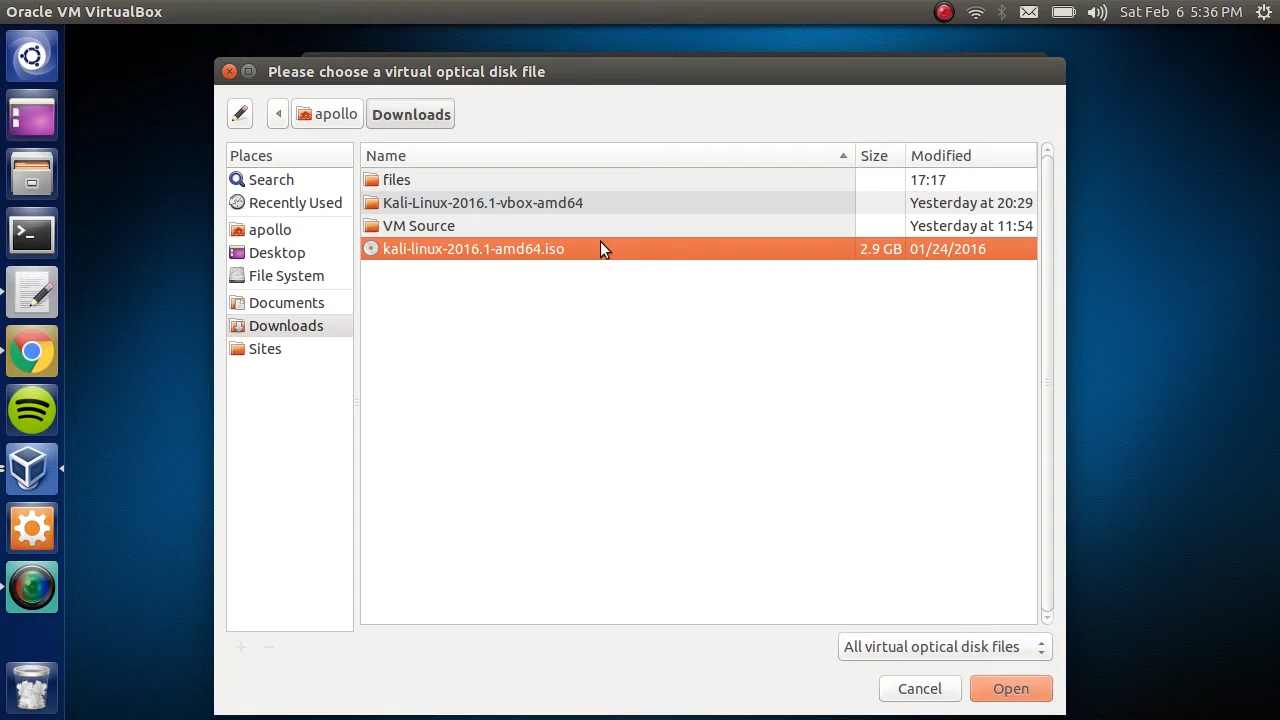 Oracle VM VirtualBox
Sat Feb 6 5:36 PM
Please choose a virtual optical disk file
apollo
Downloads
Places
Search
Recently Used
apollo
Desktop
File System
Documents
Downloads
Sites
Name Size Modified
files 17:17
Kali-Linux-2016.1-vbox-amd64 Yesterday at 20:29
VM Source Yesterday at 11:54
kali-linux-2016.1-amd64.iso 2.9 GB 01/24/2016
All virtual optical disk files
Cancel
Open